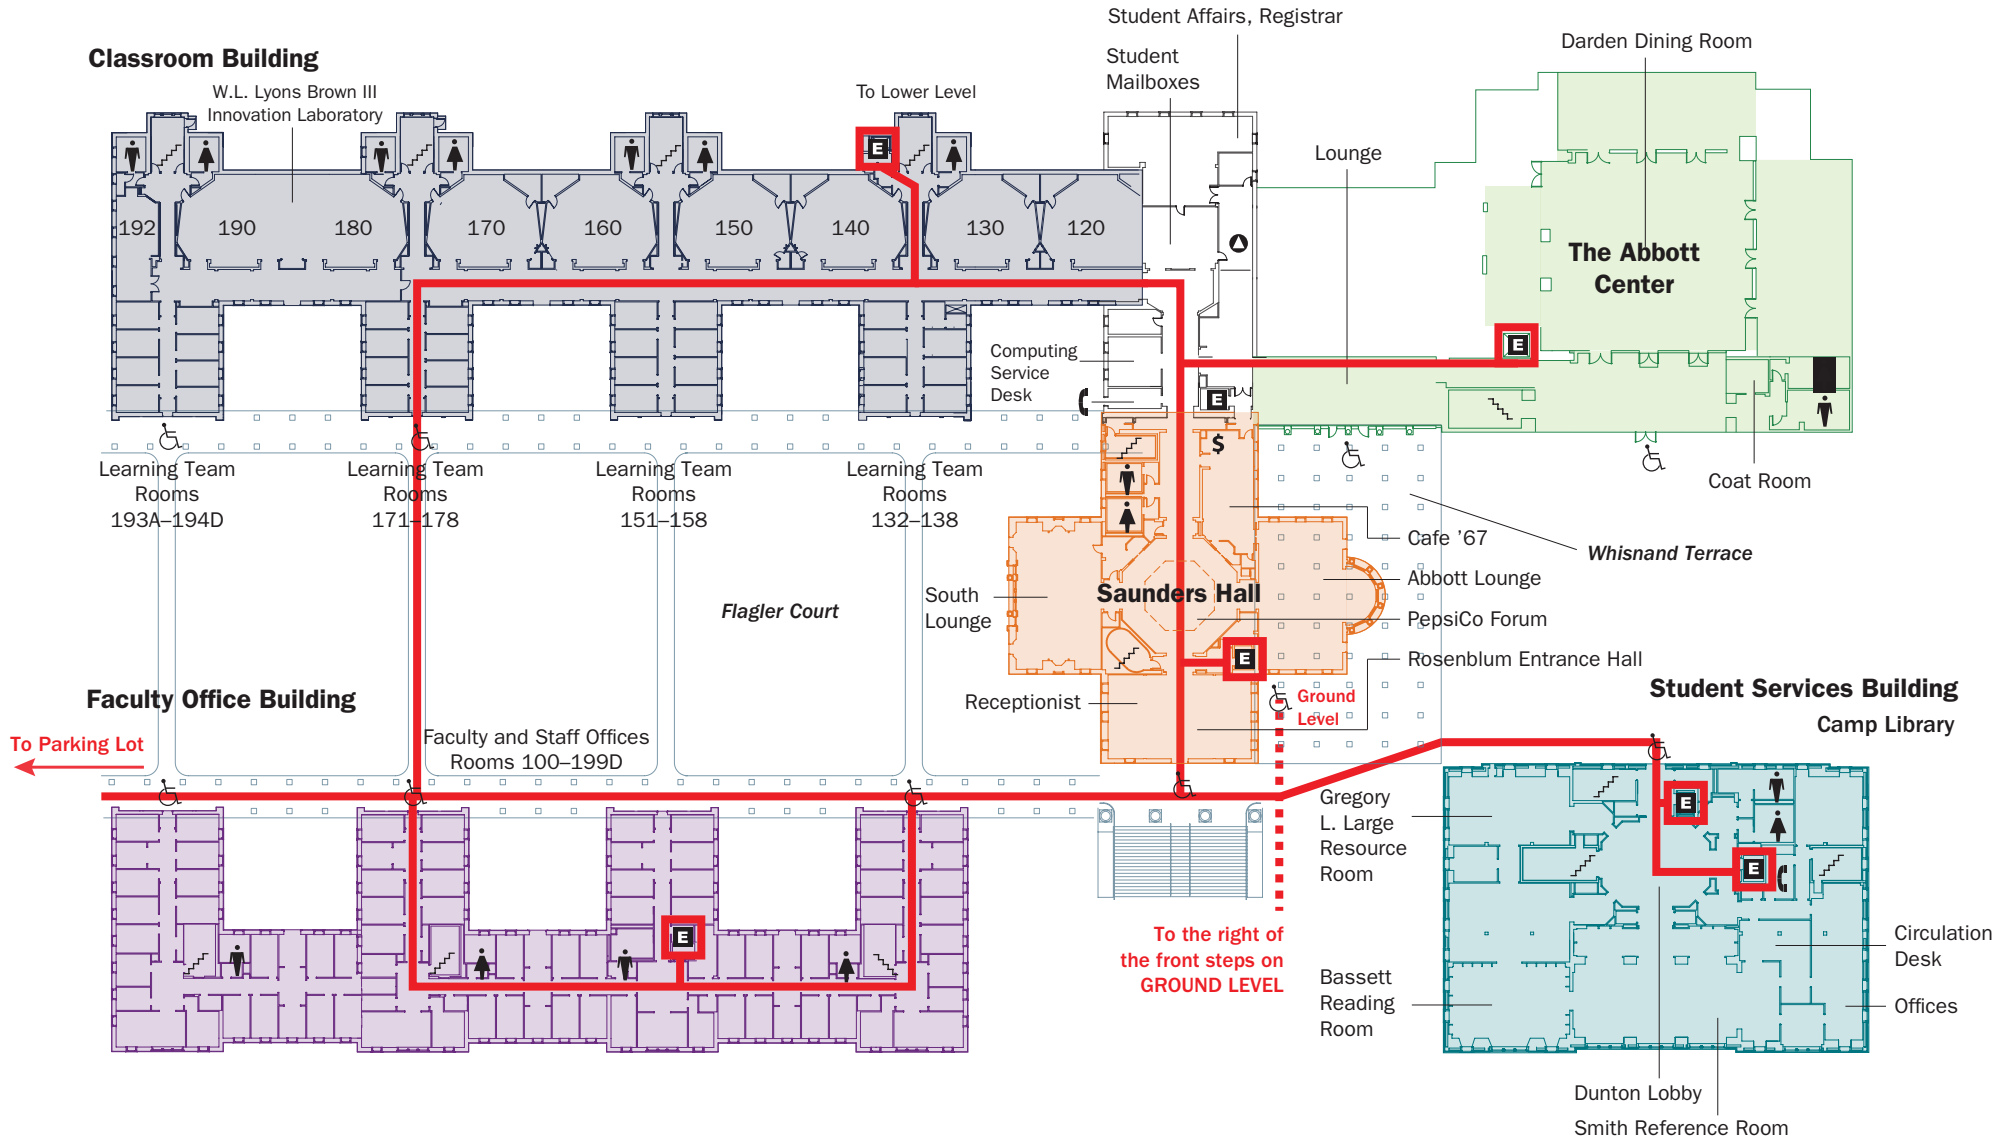 Student Affairs, Registrar
Classroom Building
Student
Mailboxes
Darden Dining Room
W.L. Lyons Brown III
Innovation Laboratory
To Lower Level
E
Lounge
192
190
180
170
160
150
140
130
120
The Abbott
Center
E
Computing
Service
Desk
E
$
Learning Team
Rooms
193A–194D
Learning Team
Rooms
171–178
Learning Team
Rooms
151–158
Learning Team
Rooms
132–138
Coat Room
Cafe ’67
Whisnand Terrace
Abbott Lounge
South
Lounge
Saunders Hall
Flagler Court
PepsiCo Forum
E
Rosenblum Entrance Hall
Receptionist
Ground
Level
Faculty Office Building
Student Services Building
Camp Library
To Parking Lot
Faculty and Staff Offices
Rooms 100–199D
Gregory
L. Large
Resource
Room
E
E
E
To the right of
the front steps on
GROUND LEVEL
Bassett
Reading
Room
Circulation
Desk
Offices
Dunton Lobby
Smith Reference Room